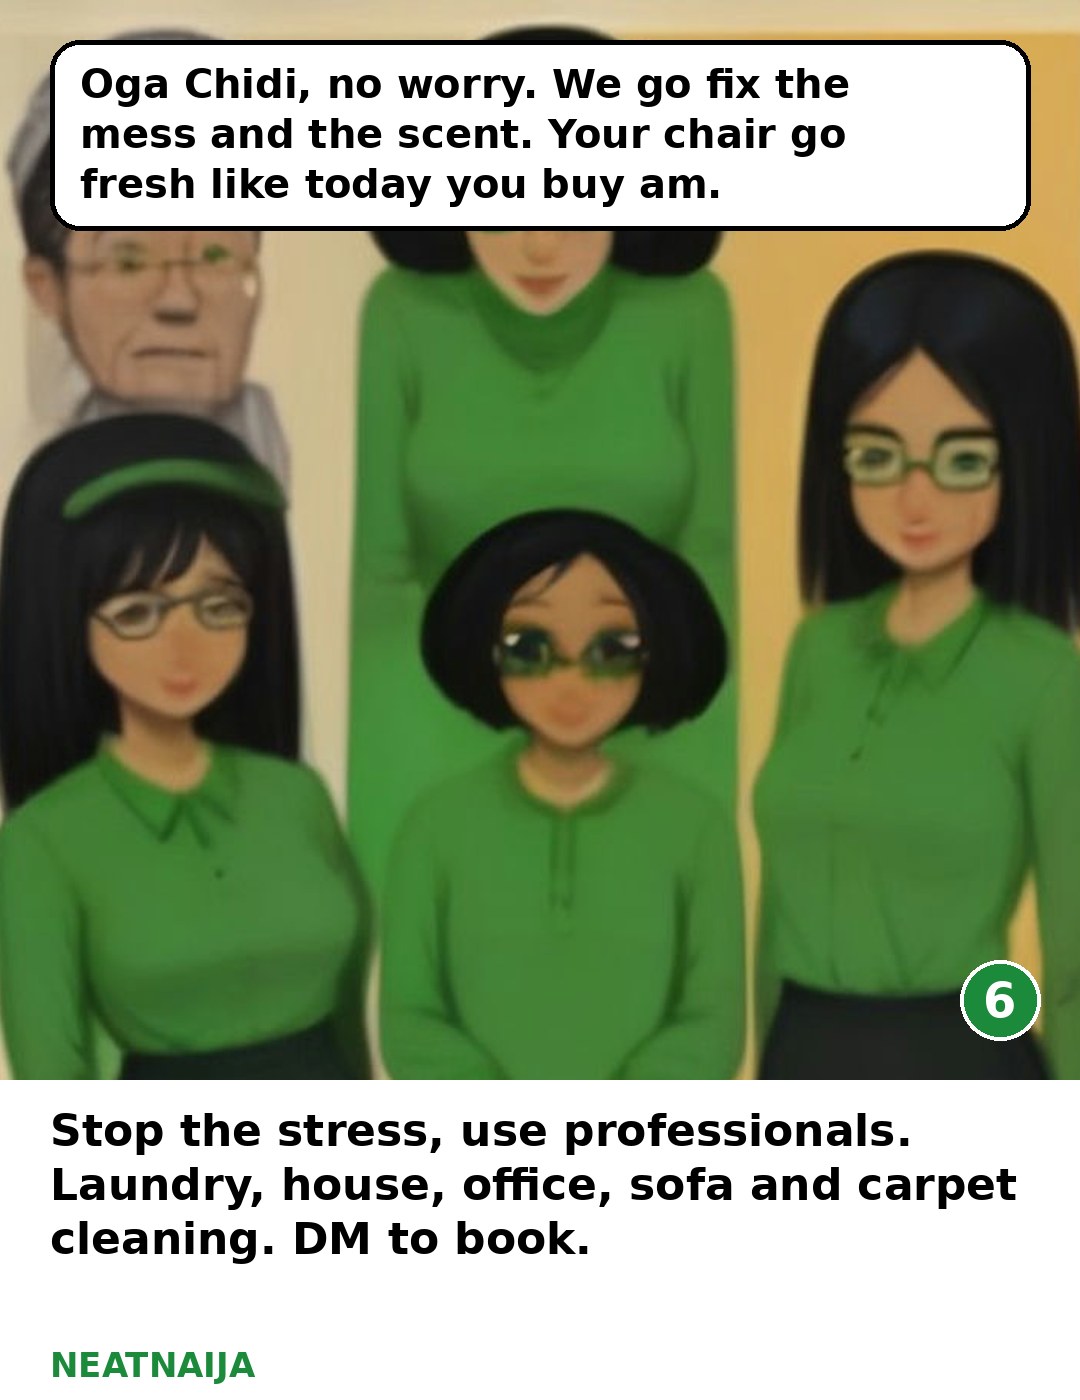 Oga Chidi, no worry. We go fix the
mess and the scent. Your chair go
fresh like today you buy am.
6
Stop the stress, use professionals.
Laundry, house, office, sofa and carpet
cleaning. DM to book.
NEATNAIJA